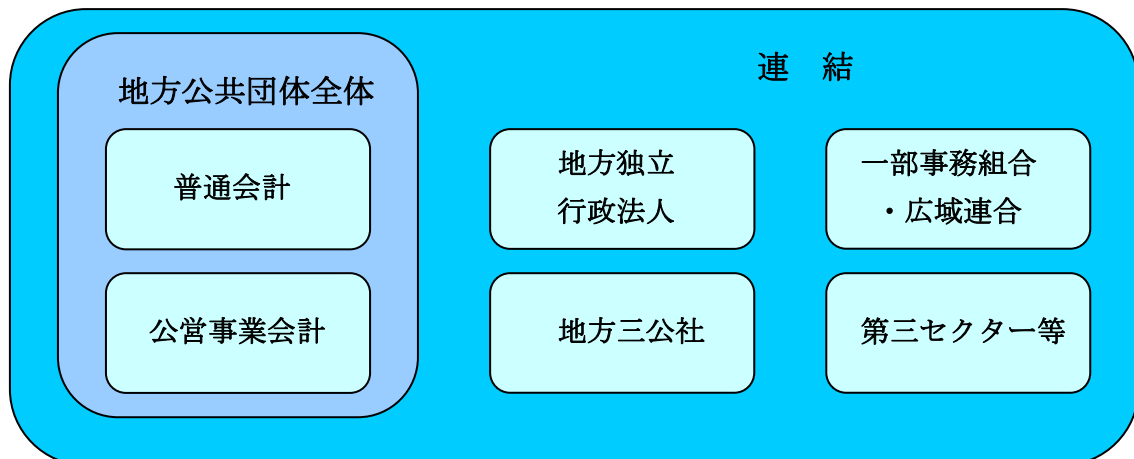 連　結
地方公共団体全体
普通会計
公営事業会計
地方独立
行政法人
一部事務組合
・広域連合
地方三公社
第三セクター等